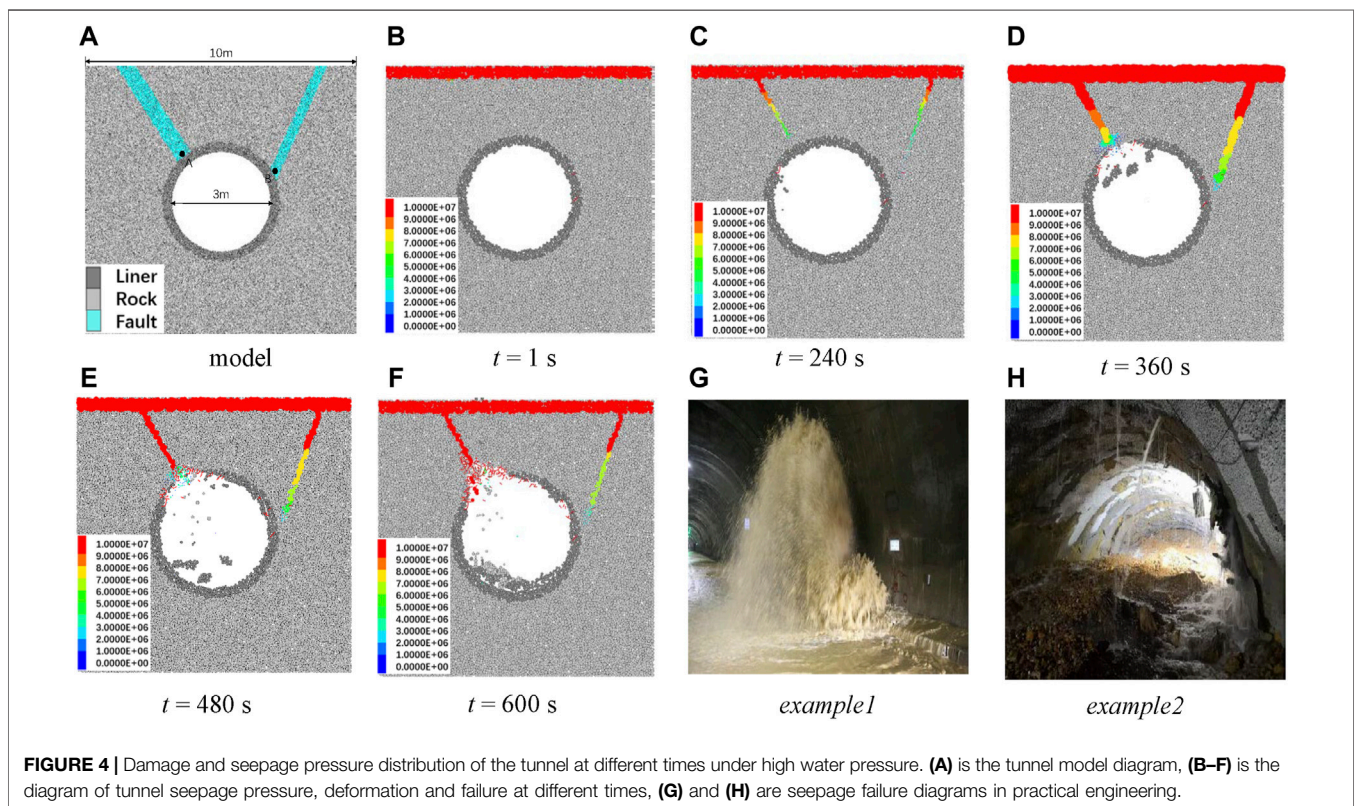 A
10m
A
B
3m
Liner
Rock
Fault
model
B
1.0000E+07
9.0000E+06
8.0000E+06
7.0000E+06
6.0000E+06
5.0000E+06
4.0000E+06
3.0000E+06
2.0000E+06
1.0000E+06
0.0000E+00
t = 1 s
C
1.0000E+07
9.0000E+06
8.0000E+06
7.0000E+06
6.0000E+06
5.0000E+06
4.0000E+06
3.0000E+06
2.0000E+06
1.0000E+06
0.0000E+00
t = 240 s
D
1.0000E+07
9.0000E+06
8.0000E+06
7.0000E+06
6.0000E+06
5.0000E+06
4.0000E+06
3.0000E+06
2.0000E+06
1.0000E+06
0.0000E+00
t = 360 s
E
1.0000E+07
9.0000E+06
8.0000E+06
7.0000E+06
6.0000E+06
5.0000E+06
4.0000E+06
3.0000E+06
2.0000E+06
1.0000E+06
0.0000E+00
t = 480 s
F
1.0000E+07
9.0000E+06
8.0000E+06
7.0000E+06
6.0000E+06
5.0000E+06
4.0000E+06
3.0000E+06
2.0000E+06
1.0000E+06
0.0000E+00
t = 600 s
G
example1
H
example2
FIGURE 4 | Damage and seepage pressure distribution of the tunnel at different times under high water pressure. (A) is the tunnel model diagram, (B–F) is the
diagram of tunnel seepage pressure, deformation and failure at different times, (G) and (H) are seepage failure diagrams in practical engineering.